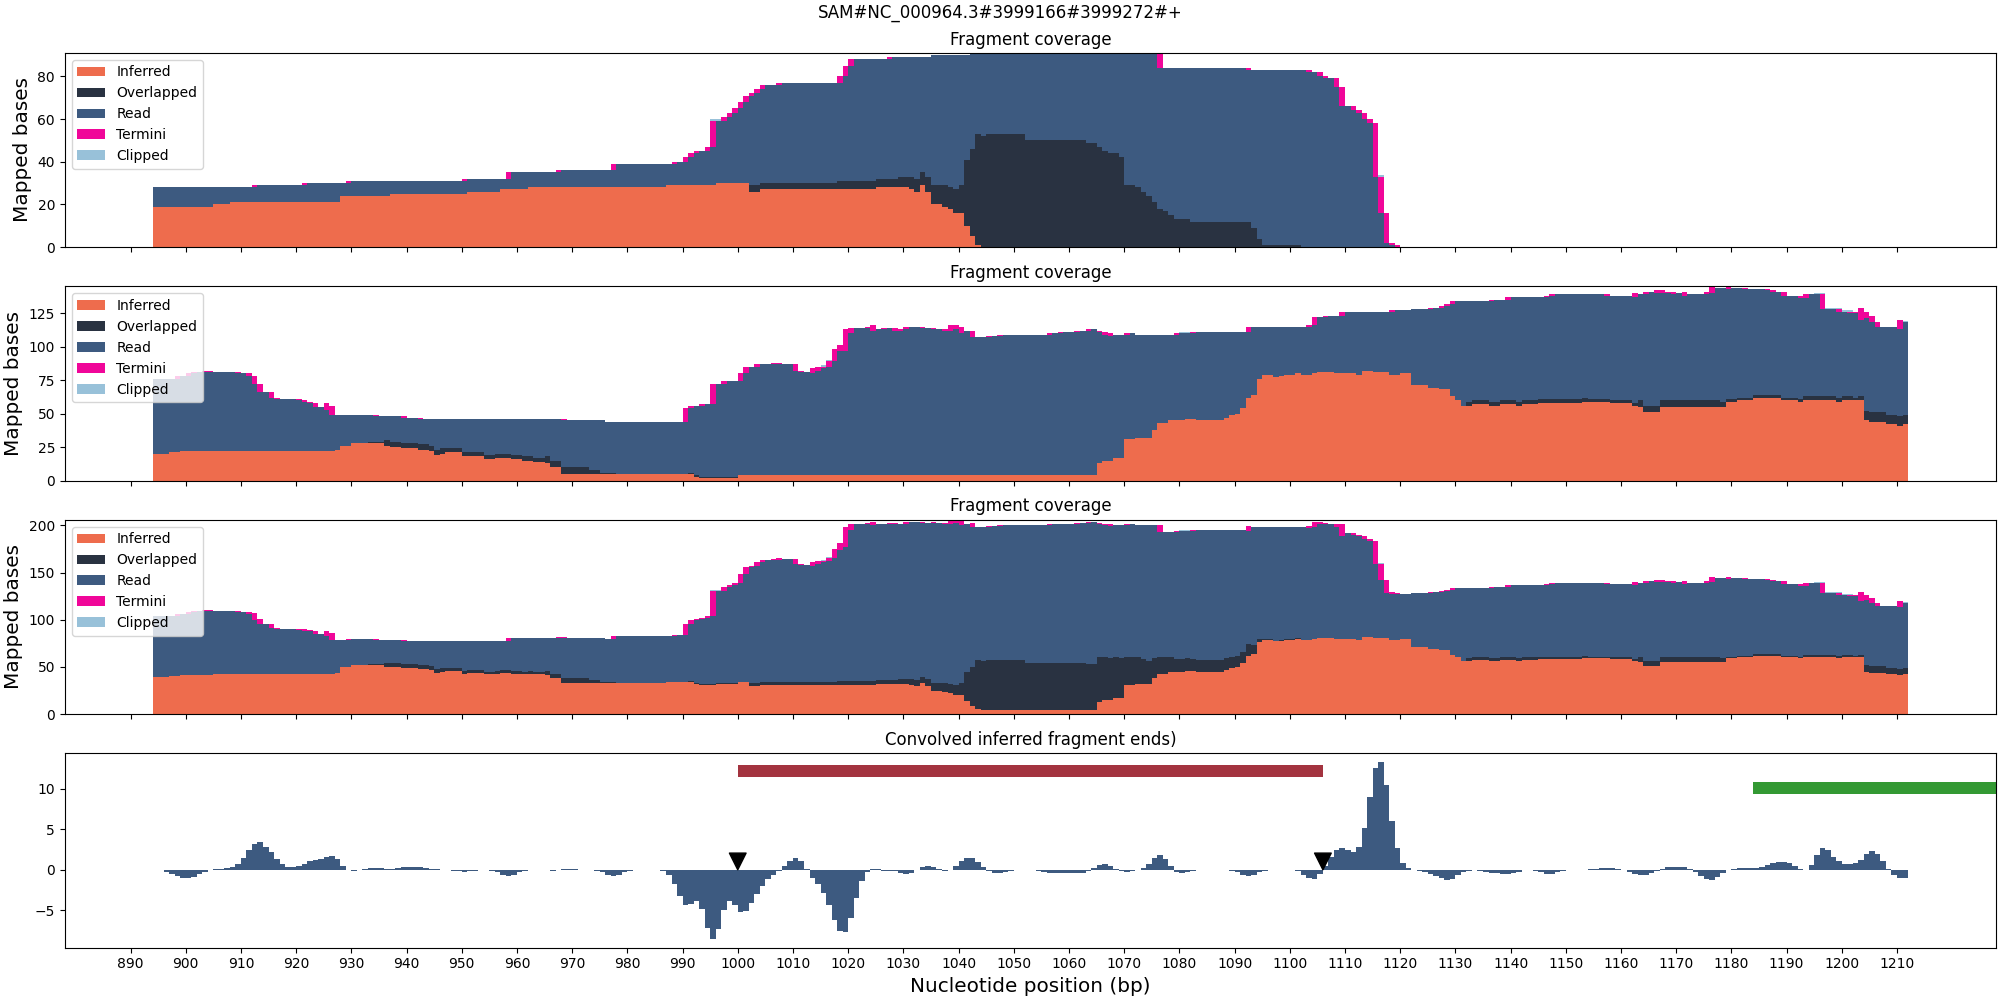 SAM#NC_000964.3#3999166#3999272#+
Fragment coverage
Mapped bases
80
60
40
20
0
Inferred
Overlapped
Read
Termini
Clipped
Fragment coverage
Mapped bases
125
100
75
50
25
0
Inferred
Overlapped
Read
Termini
Clipped
Fragment coverage
Mapped bases
200
150
100
50
0
Inferred
Overlapped
Read
Termini
Clipped
Convolved inferred fragment ends)
10
5
0
−5
890 900 910 920 930 940 950 960 970 980 990 1000 1010 1020 1030 1040 1050 1060 1070 1080 1090 1100 1110 1120 1130 1140 1150 1160 1170 1180 1190 1200 1210
Nucleotide position (bp)